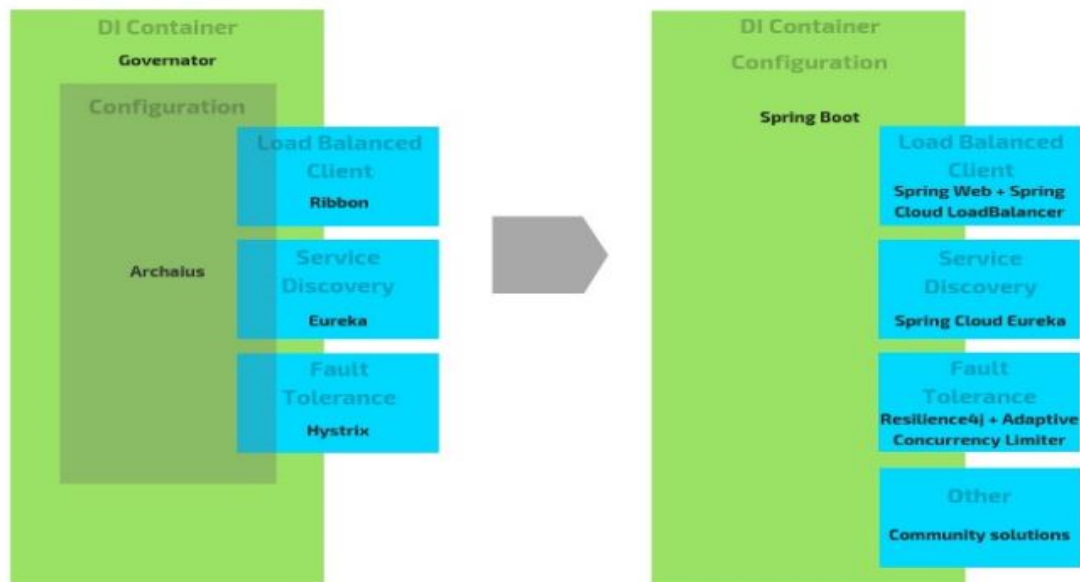 DI Container
Governator
Configuration
Load Balanced
Client
Ribbon
Archaius
Service
Discovery
Eureka
Fault
Tolerance
Hystrix
DI Container
Configuration
Spring Boot
Load Balanced
Client
Spring Web + Spring
Cloud LoadBalancer
Service
Discovery
Spring Cloud Eureka
Fault
Tolerance
Resilience4j + Adaptive
Concurrency Limiter
Other
Community solutions